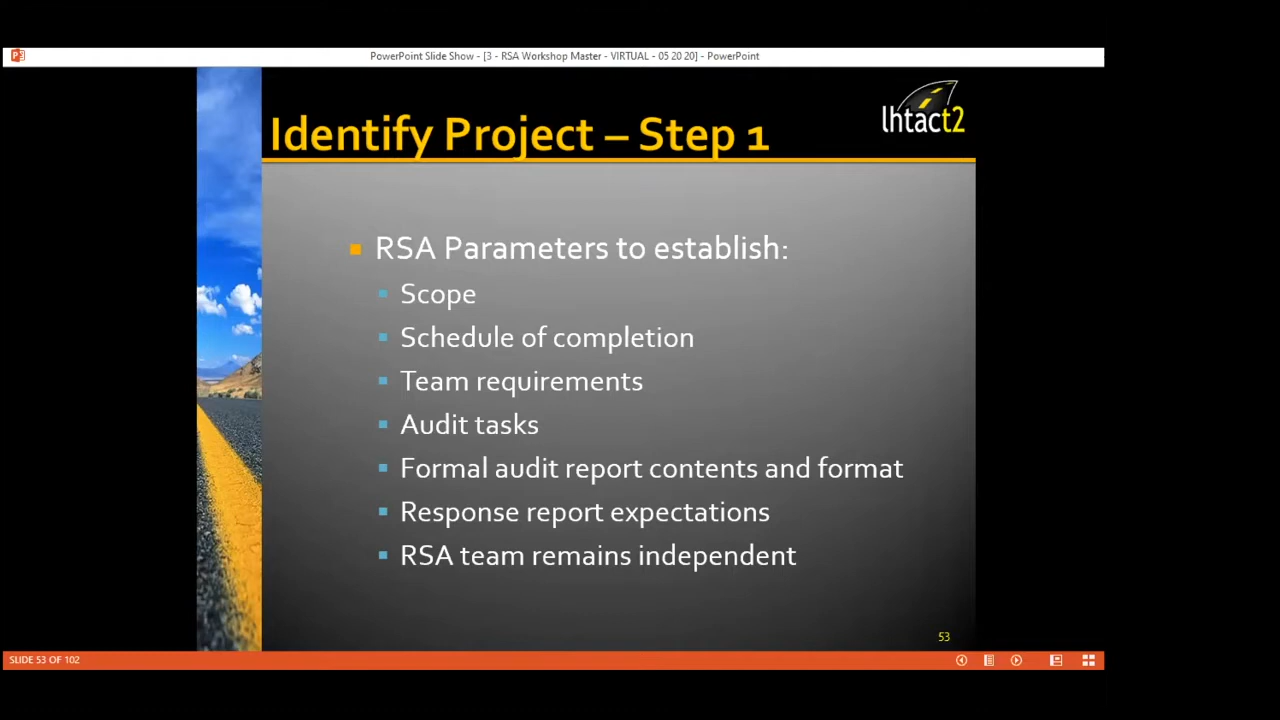 PowerPoint Slide Show - [3 - RSA Workshop Master - VIRTUAL - 05 20 20] - PowerPoint
lhtact2
Identify Project – Step 1
RSA Parameters to establish:
Scope
Schedule of completion
Team requirements
Audit tasks
Formal audit report contents and format
Response report expectations
RSA team remains independent
53
SLIDE 53 OF 102